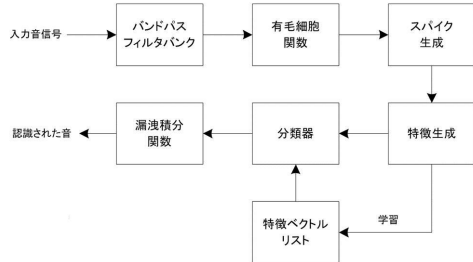 入力音信号
バンドパス
フィルタバンク
有毛細胞
関数
スパイク
生成
認識された音
漏洩積分
関数
分類器
特徴生成
特徴ベクトル
リスト
学習